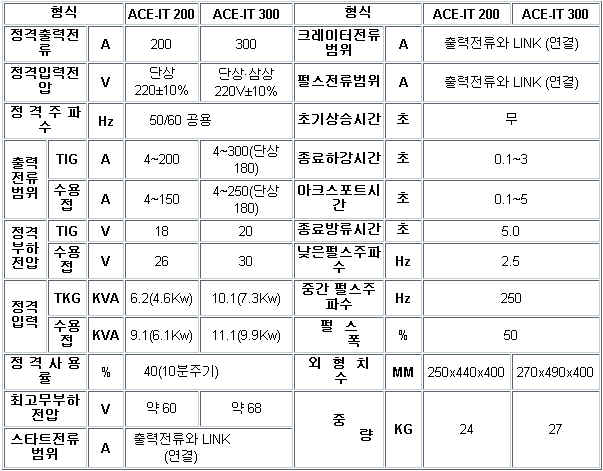 형식 ACE-IT 200 ACE-IT 300 형식 ACE-IT 200 ACE-IT 300
정격출력전류 A 200 300 크레이터전류범위 A 출력전류와 LINK (연결)
정격입력전압 V 단상 220±10% 단상·삼상 220V±10% 펄스전류범위 A 출력전류와 LINK (연결)
정 격 주 파 수 Hz 50/60 공용 초기상승시간 초 무
출력 전류 범위 TIG A 4~200 4~300(단상 180) 종료하강시간 초 0.1~3
수용접 A 4~150 4~250(단상 180) 아크스포트시간 초 0.1~5
정격 부하 전압 TIG V 18 20 종료방류시간 초 5.0
수용접 V 26 30 낮은펄스주파수 Hz 2.5
정격 입력 TKG KVA 6.2(4.6Kw) 10.1(7.3Kw) 중간 펄스주파수 Hz 250
수용접 KVA 9.1(6.1Kw) 11.1(9.9Kw) 펄 스 폭 % 50
정 격 사 용 률 % 40(10분주기) 외 형 치 수 MM 250x440x400 270x490x400
최고무부하전압 V 약 60 약 68 중 량 KG 24 27
스타트전류범위 A 출력전류와 LINK (연결)